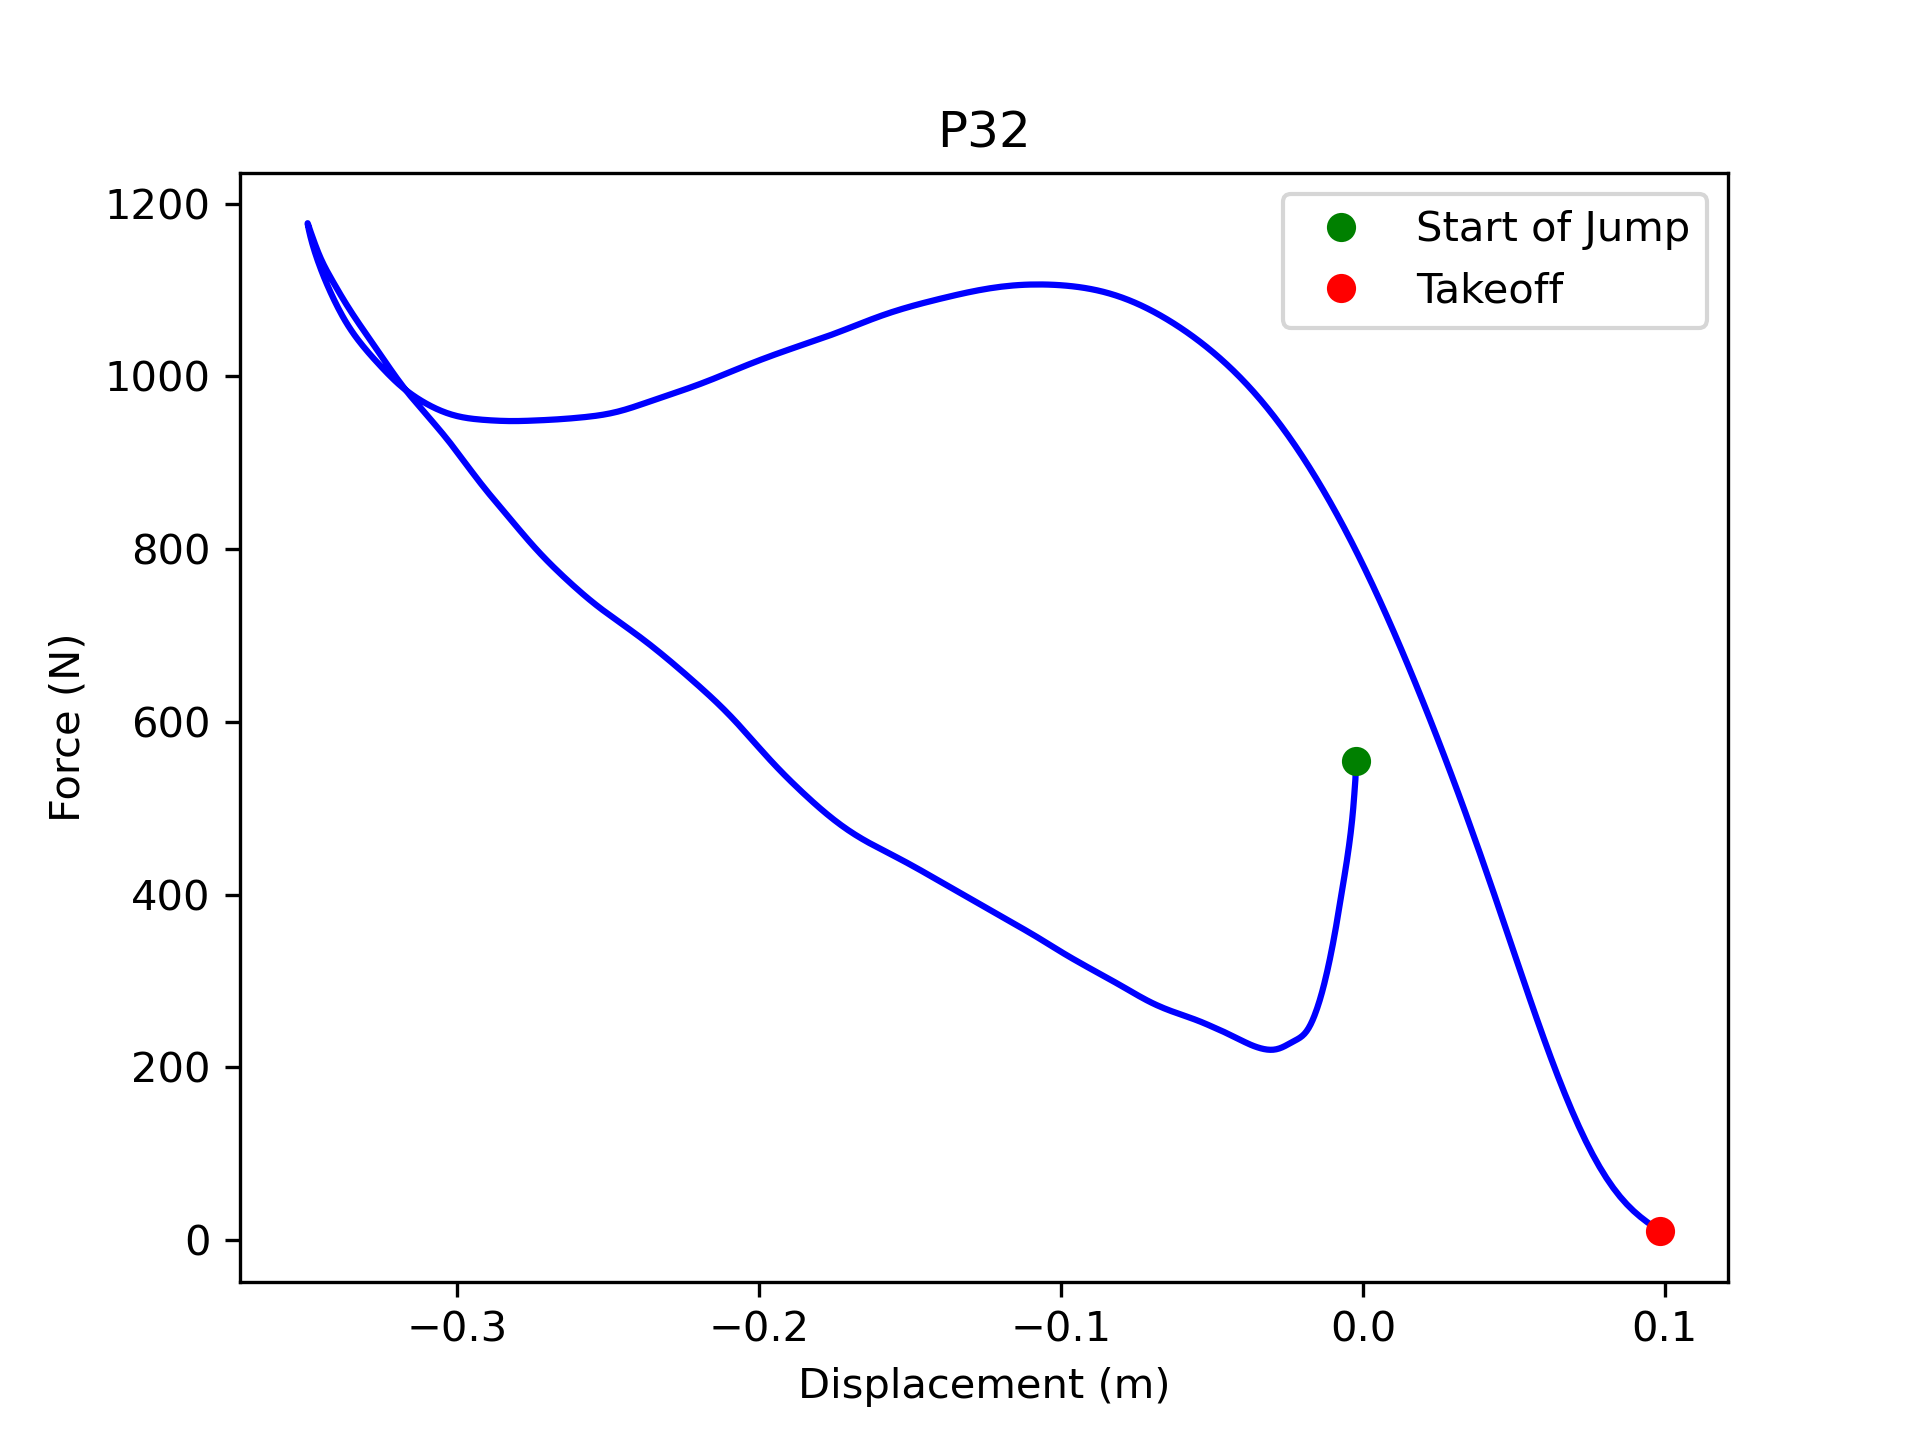 P32
1200
1000
800
600
400
200
0
Force (N)
Start of Jump
Takeoff
−0.3 −0.2 −0.1 0.0 0.1
Displacement (m)